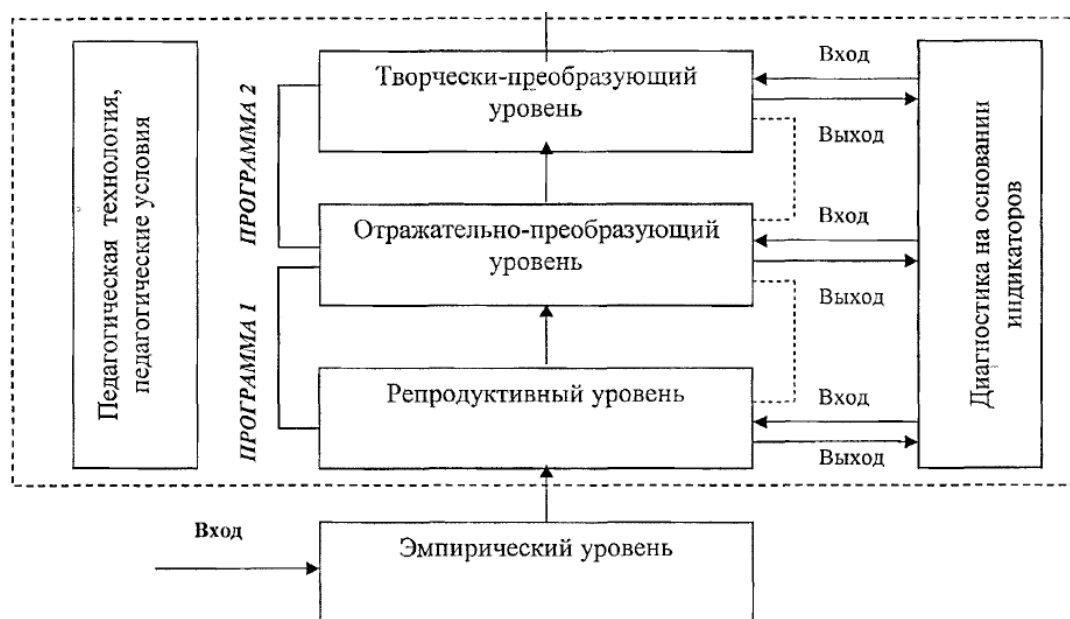 Педагогическая технология,
педагогические условия
ПРОГРАММА 2
ПРОГРАММА 1
Творчески-преобразующий
уровень
Отражательно-преобразующий
уровень
Репродуктивный уровень
Эмпирический уровень
Вход
Вход
Выход
Вход
Выход
Вход
Выход
Диагностика на основании
индикаторов